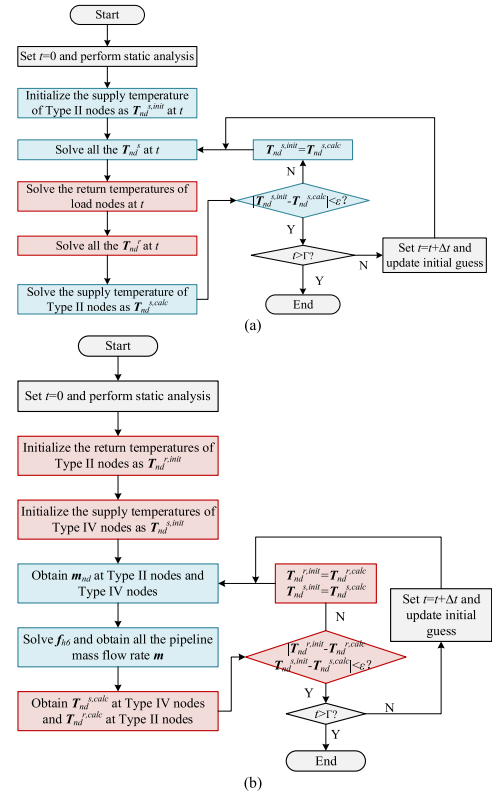 Start
Set t=0 and perform static analysis
Initialize the supply temperature
of Type II nodes as T_nd^s,init at t
Solve all the T_nd^s at t
Solve the return temperatures of
load nodes at t
Solve all the T_nd^r at t
Solve the supply temperature of
Type II nodes as T_nd^s,calc
T_nd^s,init=T_nd^s,calc
N
|T_nd^s,init-T_nd^s,calc|<ε?
Y
t>Γ?
N
Y
End
Set t=t+Δt and
update initial guess
(a)
Start
Set t=0 and perform static analysis
Initialize the return temperatures of
Type II nodes as T_nd^r,init
Initialize the supply temperatures of
Type IV nodes as T_nd^s,init
Obtain m_nd at Type II nodes and
Type IV nodes
Solve f_h6 and obtain all the pipeline
mass flow rate m
Obtain T_nd^s,calc at Type IV nodes
and T_nd^r,calc at Type II nodes
T_nd^r,init=T_nd^r,calc
T_nd^s,init=T_nd^s,calc
N
|T_nd^r,init-T_nd^r,calc
T_nd^s,init-T_nd^s,calc|<ε?
Y
t>Γ?
N
Y
End
Set t=t+Δt and
update initial
guess
(b)